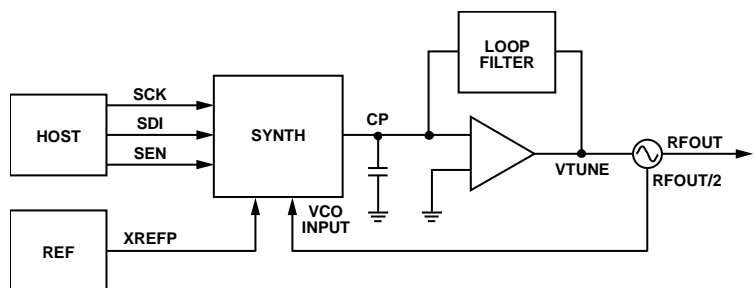 LOOP
FILTER
SCK
CP
HOST
SDI
SYNTH
SEN
RFOUT
VTUNE
RFOUT/2
VCO
INPUT
REF
XREFP